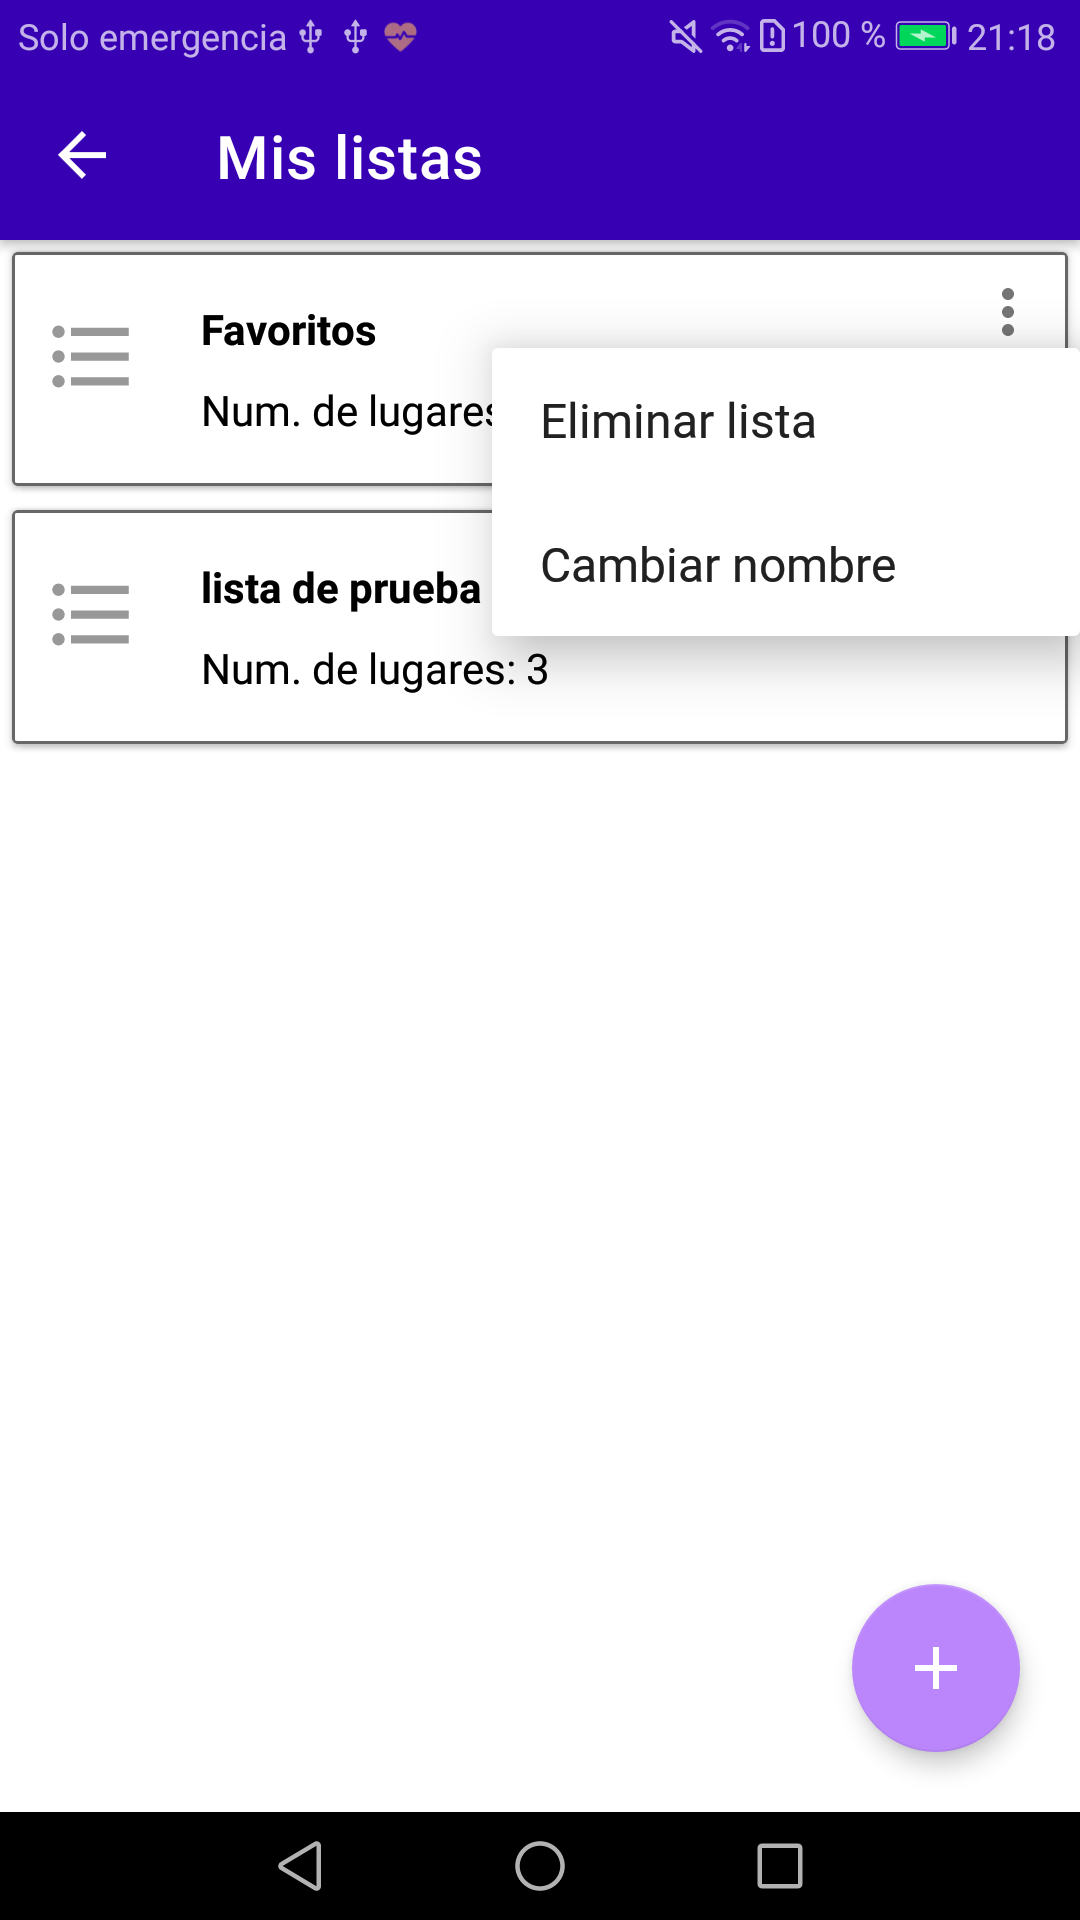 Solo emergencia 100 % 21:18
Mis listas
Favoritos
Num. de lugares
Eliminar lista
Cambiar nombre
lista de prueba
Num. de lugares: 3